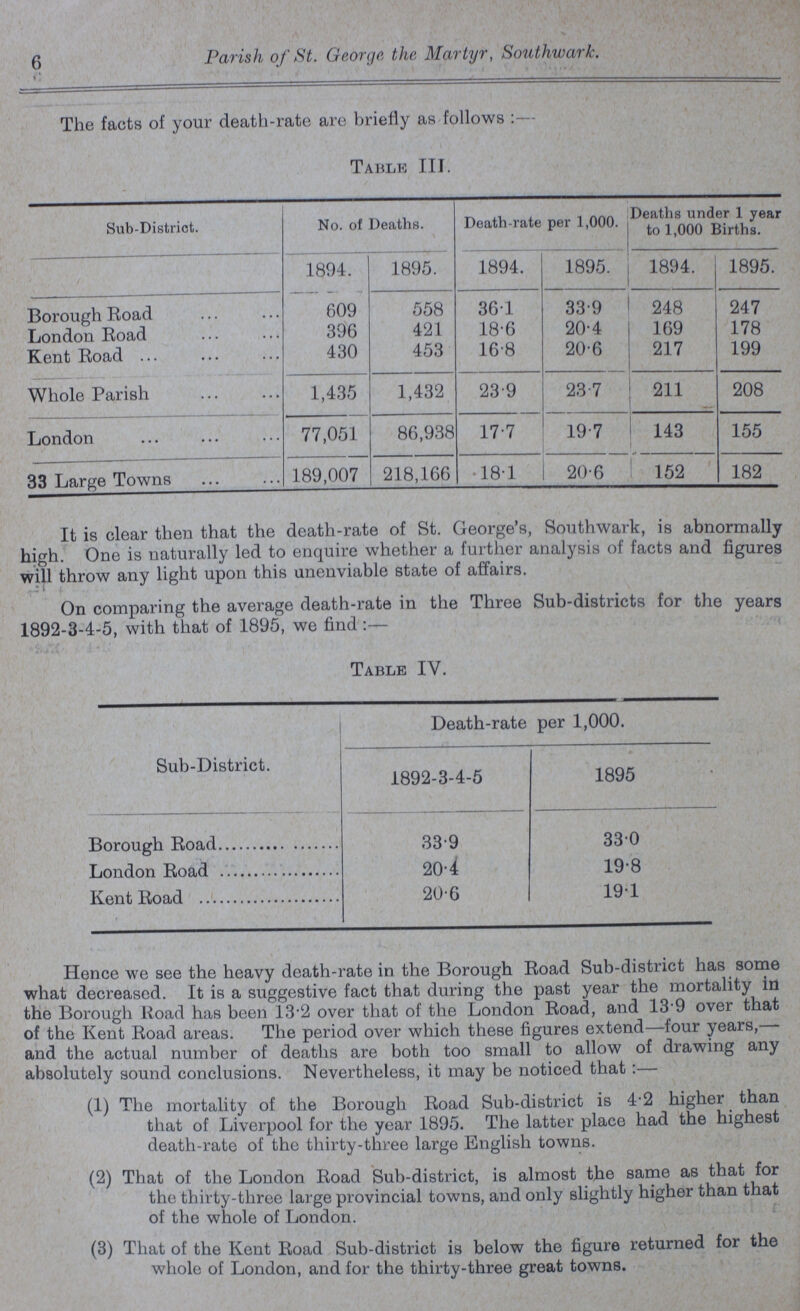 6
Parish of St. George the Martyr, Southwark.
The facts of your death-rate are briefly as follows :—
TABLE III.
Sub-District. No. of Deaths. Death-rate per 1,000. Deaths under 1 year
to 1,000 Births.
1894. 1895. 1894. 1895. 1894. 1895.
Borough Road ... ... 609 558 36·1 33·9 248 247
London Road ... ... 396 421 18·6 20·4 169 178
Kent Road ... ... ... 430 453 16·8 20·6 217 199
Whole Parish ... ... 1,435 1,432 23·9 23·7 211 208
London ... ... ... 77,051 86,938 17·7 19·7 143 155
33 Large Towns ... ... 189,007 218,166 18·1 20·6 152 182
It is clear then that the death-rate of St. George's, Southwark, is abnormally
high. One is naturally led to enquire whether a further analysis of facts and figures
will throw any light upon this unenviable state of affairs.
On comparing the average death-rate in the Three Sub-districts for the years
1892-3-4-5, with that of 1895, we find :—
TABLE IV.
Death-rate per 1,000.
Sub-District.
1892-3-4-5 1895
Borough Road.......... ........ 33·9 33·0
London Road .................... 20·4 19·8
Kent Road ...................... 20·6 19·1
Hence we see the heavy death-rate in the Borough Road Sub-district has some
what decreased. It is a suggestive fact that during the past year the mortality in
the Borough Road has been 13·2 over that of the London Road, and 13·9 over that
of the Kent Road areas. The period over which these figures extend—four years,—
and the actual number of deaths are both too small to allow of drawing any
absolutely sound conclusions. Nevertheless, it may be noticed that :—
(1) The mortality of the Borough Road Sub-district is 4·2 higher than
that of Liverpool for the year 1895. The latter place had the highest
death-rate of the thirty-three large English towns.
(2) That of the London Road Sub-district, is almost the same as that for
the thirty-three large provincial towns, and only slightly higher than that
of the whole of London.
(3) That of the Kent Road Sub-district is below the figure returned for the
whole of London, and for the thirty-three great towns.